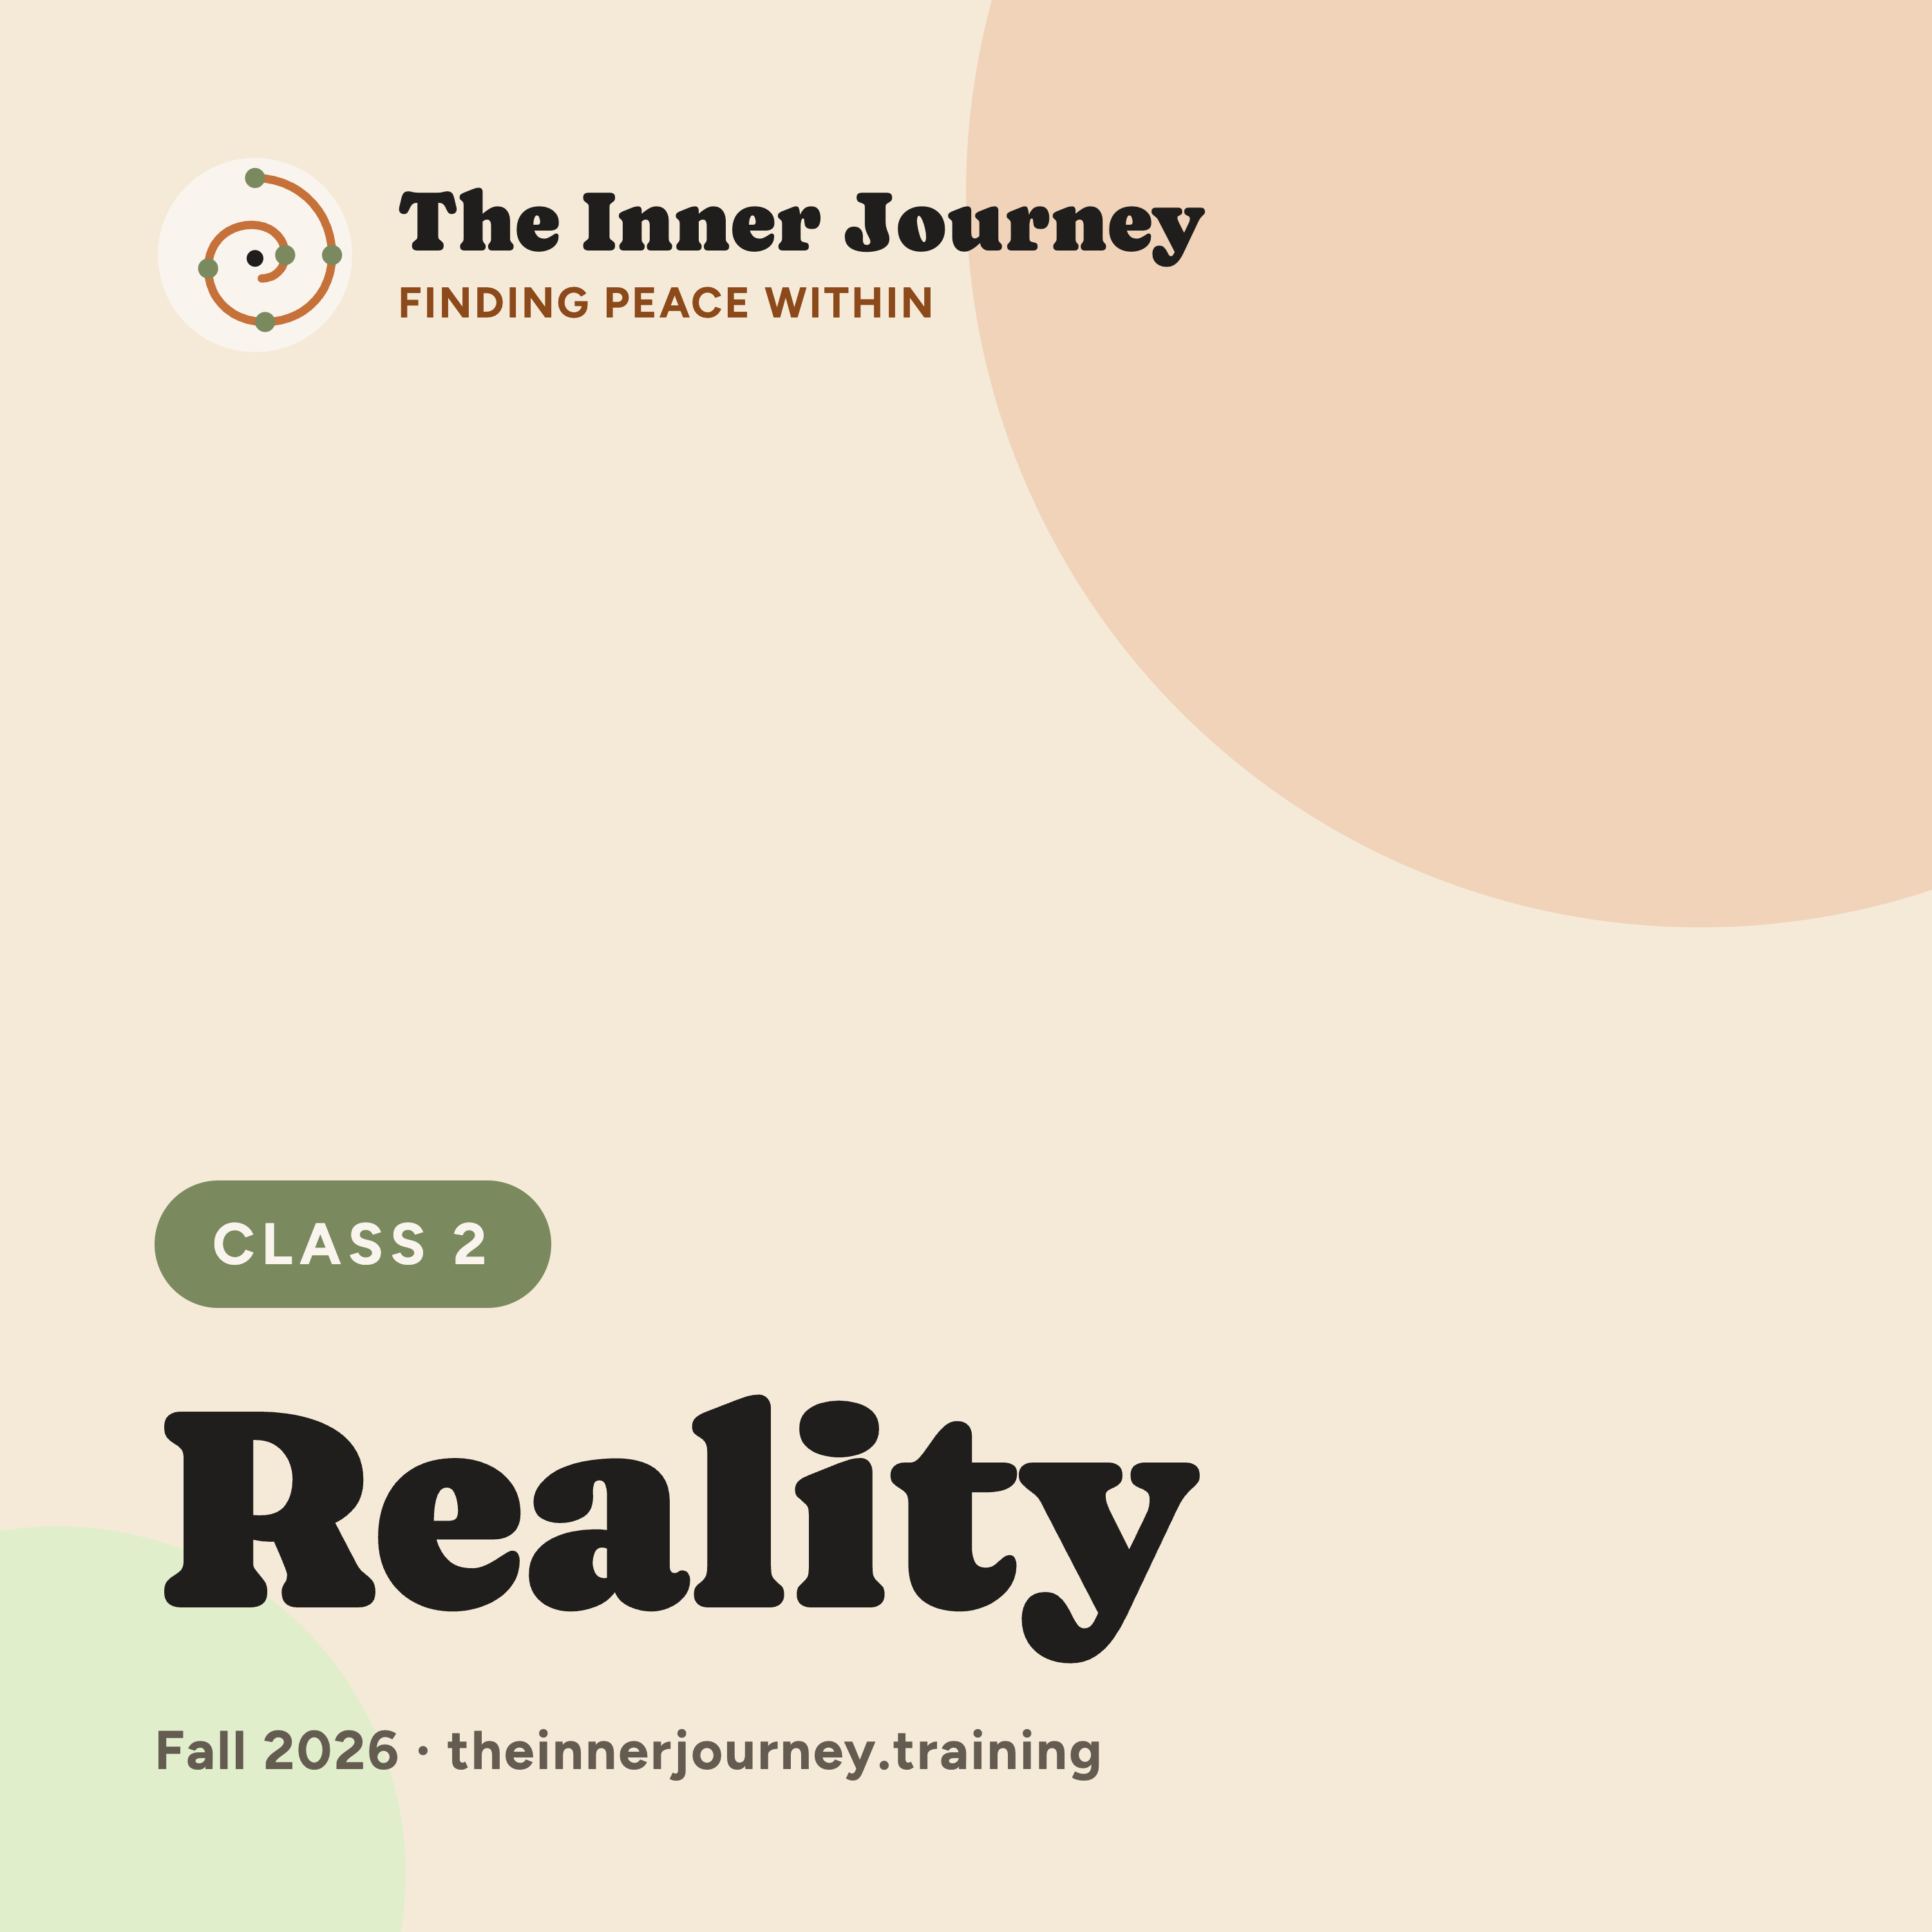 The Inner Journey
FINDING PEACE WITHIN
CLASS 2
Reality
Fall 2026 · theinnerjourney.training